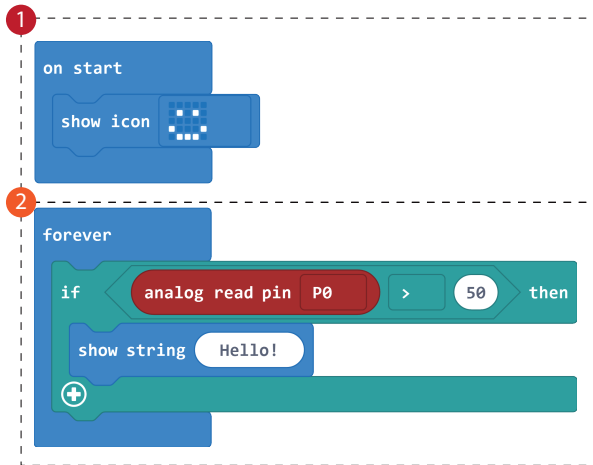 1
on start
show icon
2
forever
if analog read pin P0 > 50 then
show string Hello!